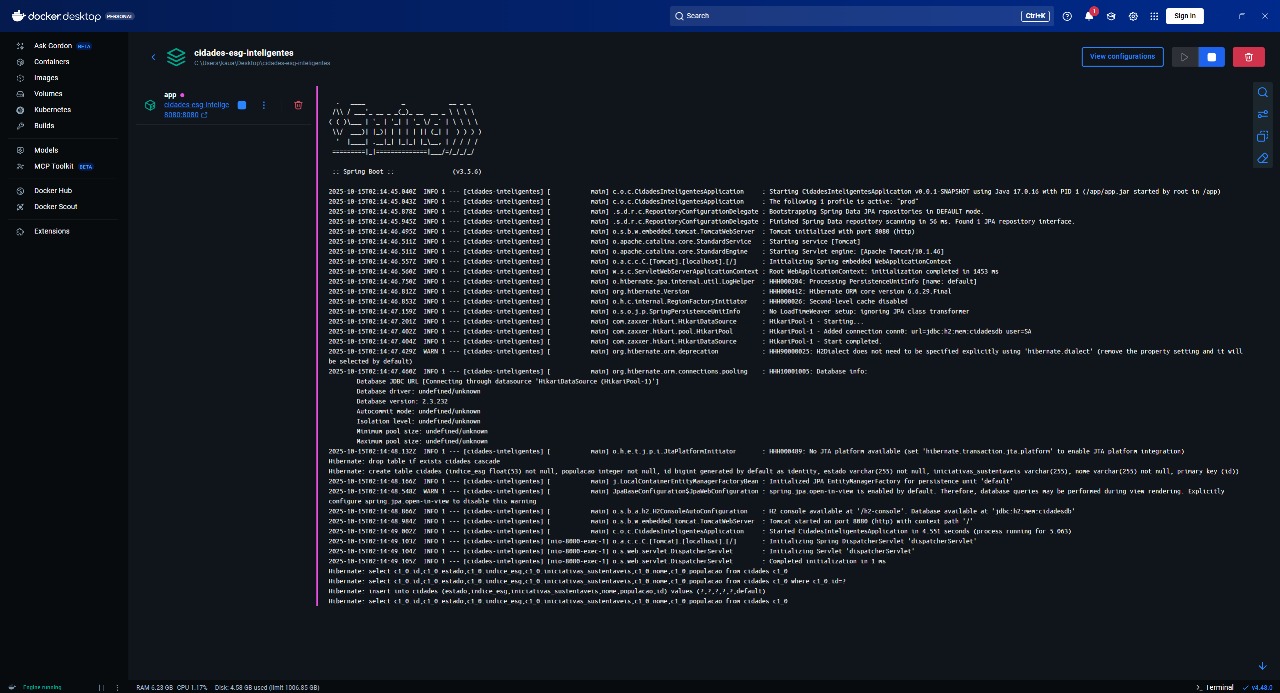 docker.desktop PERSONAL
Search
Ctrl+K
1
Sign in
Ask Gordon BETA
Containers
Images
Volumes
Kubernetes
Builds
Models
MCP Toolkit BETA
Docker Hub
Docker Scout
Extensions
cidades-esg-inteligentes
C:\Users\kaua\Desktop\cidades-esg-inteligentes
View configurations
app
cidades-esg-intelige
8080:8080
:: Spring Boot ::                (v3.5.6)
2025-10-15T02:14:45.040Z  INFO 1 --- [cidades-inteligentes] [           main] c.o.c.CidadesInteligentesApplication     : Starting CidadesInteligentesApplication v0.0.1-SNAPSHOT using Java 17.0.16 with PID 1 (/app/app.jar started by root in /app)
2025-10-15T02:14:45.043Z  INFO 1 --- [cidades-inteligentes] [           main] c.o.c.CidadesInteligentesApplication     : The following 1 profile is active: "prod"
2025-10-15T02:14:45.878Z  INFO 1 --- [cidades-inteligentes] [           main] .s.d.r.c.RepositoryConfigurationDelegate : Bootstrapping Spring Data JPA repositories in DEFAULT mode.
2025-10-15T02:14:45.945Z  INFO 1 --- [cidades-inteligentes] [           main] .s.d.r.c.RepositoryConfigurationDelegate : Finished Spring Data repository scanning in 56 ms. Found 1 JPA repository interface.
2025-10-15T02:14:46.495Z  INFO 1 --- [cidades-inteligentes] [           main] o.s.b.w.embedded.tomcat.TomcatWebServer  : Tomcat initialized with port 8080 (http)
2025-10-15T02:14:46.511Z  INFO 1 --- [cidades-inteligentes] [           main] o.apache.catalina.core.StandardService   : Starting service [Tomcat]
2025-10-15T02:14:46.511Z  INFO 1 --- [cidades-inteligentes] [           main] o.apache.catalina.core.StandardEngine    : Starting Servlet engine: [Apache Tomcat/10.1.46]
2025-10-15T02:14:46.557Z  INFO 1 --- [cidades-inteligentes] [           main] o.a.c.c.C.[Tomcat].[localhost].[/]       : Initializing Spring embedded WebApplicationContext
2025-10-15T02:14:46.560Z  INFO 1 --- [cidades-inteligentes] [           main] w.s.c.ServletWebServerApplicationContext : Root WebApplicationContext: initialization completed in 1453 ms
2025-10-15T02:14:46.750Z  INFO 1 --- [cidades-inteligentes] [           main] o.hibernate.jpa.internal.util.LogHelper  : HHH000204: Processing PersistenceUnitInfo [name: default]
2025-10-15T02:14:46.812Z  INFO 1 --- [cidades-inteligentes] [           main] org.hibernate.Version                    : HHH000412: Hibernate ORM core version 6.6.29.Final
2025-10-15T02:14:46.853Z  INFO 1 --- [cidades-inteligentes] [           main] o.h.c.internal.RegionFactoryInitiator    : HHH000026: Second-level cache disabled
2025-10-15T02:14:47.159Z  INFO 1 --- [cidades-inteligentes] [           main] o.s.o.j.p.SpringPersistenceUnitInfo      : No LoadTimeWeaver setup: ignoring JPA class transformer
2025-10-15T02:14:47.201Z  INFO 1 --- [cidades-inteligentes] [           main] com.zaxxer.hikari.HikariDataSource       : HikariPool-1 - Starting...
2025-10-15T02:14:47.402Z  INFO 1 --- [cidades-inteligentes] [           main] com.zaxxer.hikari.pool.HikariPool        : HikariPool-1 - Added connection conn0: url=jdbc:h2:mem:cidadesdb user=SA
2025-10-15T02:14:47.404Z  INFO 1 --- [cidades-inteligentes] [           main] com.zaxxer.hikari.HikariDataSource       : HikariPool-1 - Start completed.
2025-10-15T02:14:47.429Z  WARN 1 --- [cidades-inteligentes] [           main] org.hibernate.orm.deprecation            : HHH90000025: H2Dialect does not need to be specified explicitly using 'hibernate.dialect' (remove the property setting and it will
be selected by default)
2025-10-15T02:14:47.460Z  INFO 1 --- [cidades-inteligentes] [           main] org.hibernate.orm.connections.pooling    : HHH10001005: Database info:
Database JDBC URL [Connecting through datasource 'HikariDataSource (HikariPool-1)']
Database driver: undefined/unknown
Database version: 2.3.232
Autocommit mode: undefined/unknown
Isolation level: undefined/unknown
Minimum pool size: undefined/unknown
Maximum pool size: undefined/unknown
2025-10-15T02:14:48.132Z  INFO 1 --- [cidades-inteligentes] [           main] o.h.e.t.j.p.i.JtaPlatformInitiator       : HHH000489: No JTA platform available (set 'hibernate.transaction.jta.platform' to enable JTA platform integration)
Hibernate: drop table if exists cidades cascade
Hibernate: create table cidades (indice_esg float(53) not null, populacao integer not null, id bigint generated by default as identity, estado varchar(255) not null, iniciativas_sustentaveis varchar(255), nome varchar(255) not null, primary key (id))
2025-10-15T02:14:48.166Z  INFO 1 --- [cidades-inteligentes] [           main] j.LocalContainerEntityManagerFactoryBean : Initialized JPA EntityManagerFactory for persistence unit 'default'
2025-10-15T02:14:48.548Z  WARN 1 --- [cidades-inteligentes] [           main] JpaBaseConfiguration$JpaWebConfiguration : spring.jpa.open-in-view is enabled by default. Therefore, database queries may be performed during view rendering. Explicitly
configure spring.jpa.open-in-view to disable this warning
2025-10-15T02:14:48.866Z  INFO 1 --- [cidades-inteligentes] [           main] o.s.b.a.h2.H2ConsoleAutoConfiguration    : H2 console available at '/h2-console'. Database available at 'jdbc:h2:mem:cidadesdb'
2025-10-15T02:14:48.984Z  INFO 1 --- [cidades-inteligentes] [           main] o.s.b.w.embedded.tomcat.TomcatWebServer  : Tomcat started on port 8080 (http) with context path '/'
2025-10-15T02:14:49.002Z  INFO 1 --- [cidades-inteligentes] [           main] c.o.c.CidadesInteligentesApplication     : Started CidadesInteligentesApplication in 4.551 seconds (process running for 5.063)
2025-10-15T02:14:49.103Z  INFO 1 --- [cidades-inteligentes] [nio-8080-exec-1] o.a.c.c.C.[Tomcat].[localhost].[/]       : Initializing Spring DispatcherServlet 'dispatcherServlet'
2025-10-15T02:14:49.104Z  INFO 1 --- [cidades-inteligentes] [nio-8080-exec-1] o.s.web.servlet.DispatcherServlet        : Initializing Servlet 'dispatcherServlet'
2025-10-15T02:14:49.105Z  INFO 1 --- [cidades-inteligentes] [nio-8080-exec-1] o.s.web.servlet.DispatcherServlet        : Completed initialization in 1 ms
Hibernate: select c1_0.id,c1_0.estado,c1_0.indice_esg,c1_0.iniciativas_sustentaveis,c1_0.nome,c1_0.populacao from cidades c1_0
Hibernate: select c1_0.id,c1_0.estado,c1_0.indice_esg,c1_0.iniciativas_sustentaveis,c1_0.nome,c1_0.populacao from cidades c1_0 where c1_0.id=?
Hibernate: insert into cidades (estado,indice_esg,iniciativas_sustentaveis,nome,populacao,id) values (?,?,?,?,?,default)
Hibernate: select c1_0.id,c1_0.estado,c1_0.indice_esg,c1_0.iniciativas_sustentaveis,c1_0.nome,c1_0.populacao from cidades c1_0
Engine running
RAM 6.23 GB  CPU 1.17%  Disk: 4.53 GB used (limit 1006.85 GB)
>_ Terminal
v4.48.0